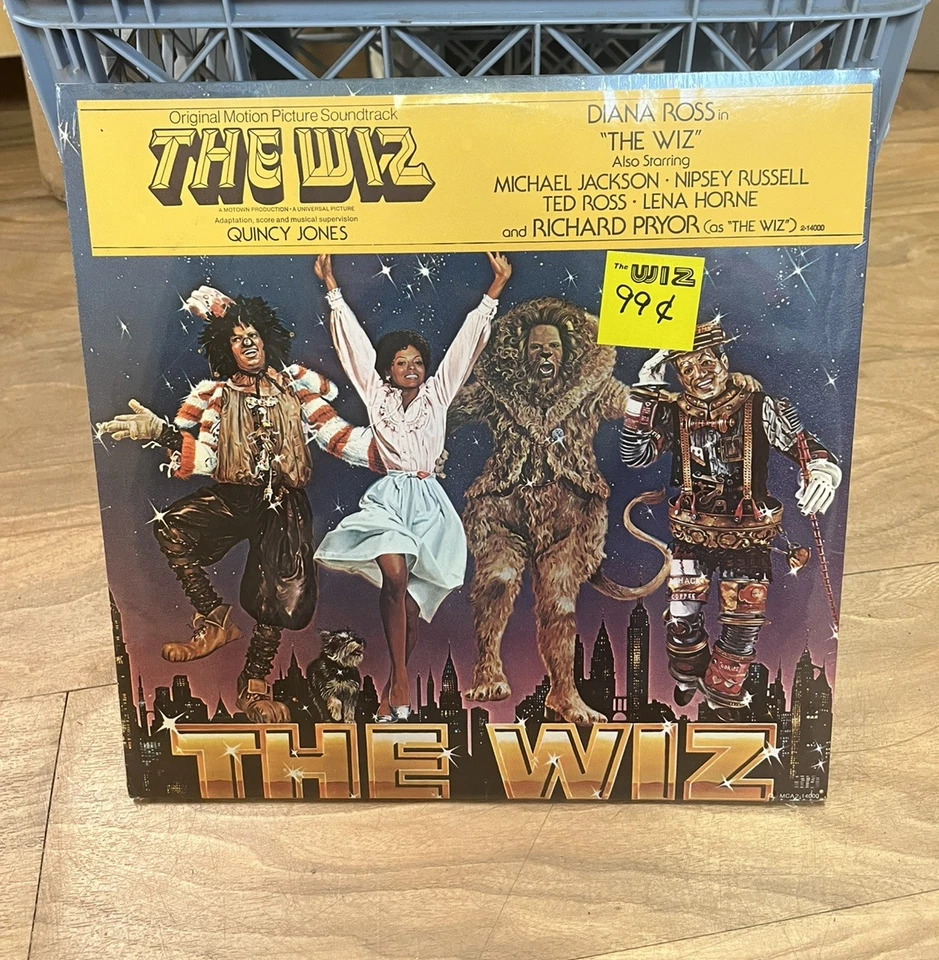 Original Motion Picture Soundtrack
THE WIZ
A MOTOWN PRODUCTION • A UNIVERSAL PICTURE
Adaptation, score and musical supervision
QUINCY JONES
DIANA ROSS in
"THE WIZ"
Also Starring
MICHAEL JACKSON • NIPSEY RUSSELL
TED ROSS • LENA HORNE
and RICHARD PRYOR (as "THE WIZ") 2-14000
The WIZ
99¢
COFFEE
THE WIZ
MCA2-14000